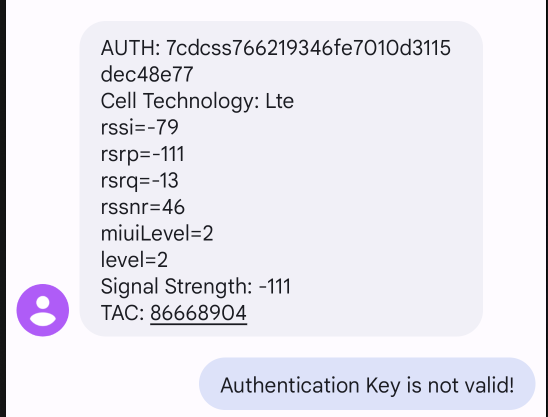 AUTH: 7cdcss766219346fe7010d3115
dec48e77
Cell Technology: Lte
rssi=-79
rsrp=-111
rsrq=-13
rssnr=46
miuiLevel=2
level=2
Signal Strength: -111
TAC: 86668904
Authentication Key is not valid!